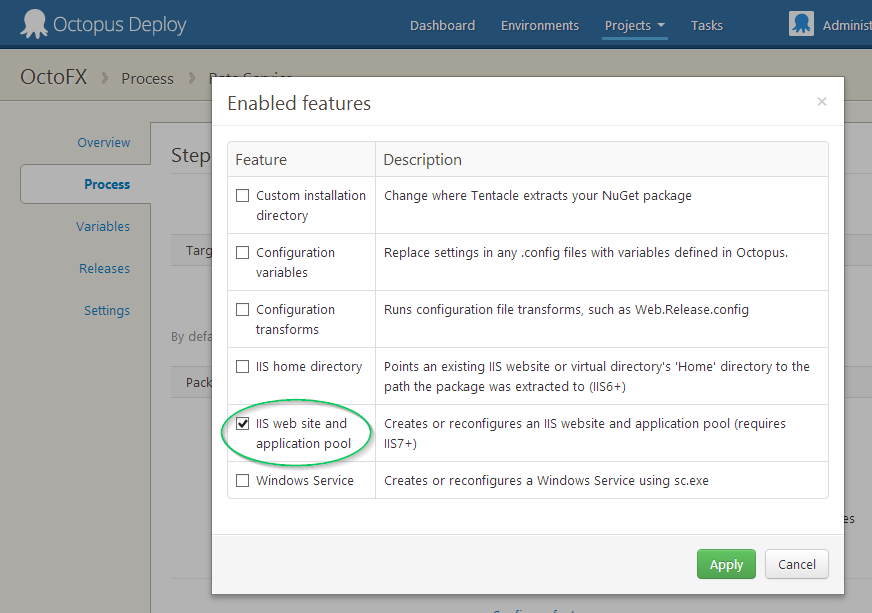 Octopus Deploy
Dashboard
Environments
Projects
Tasks
OctoFX
Process
Enabled features
×
Overview
Process
Variables
Releases
Settings
Step
Feature
Description
Custom installation
directory
Change where Tentacle extracts your NuGet package
Configuration
variables
Replace settings in any .config files with variables defined in Octopus.
Configuration
transforms
Runs configuration file transforms, such as Web.Release.config
By
IIS home directory
Points an existing IIS website or virtual directory's 'Home' directory to the
path the package was extracted to (IIS6+)
IIS web site and
application pool
Creates or reconfigures an IIS website and application pool (requires
IIS7+)
Windows Service
Creates or reconfigures a Windows Service using sc.exe
Apply
Cancel